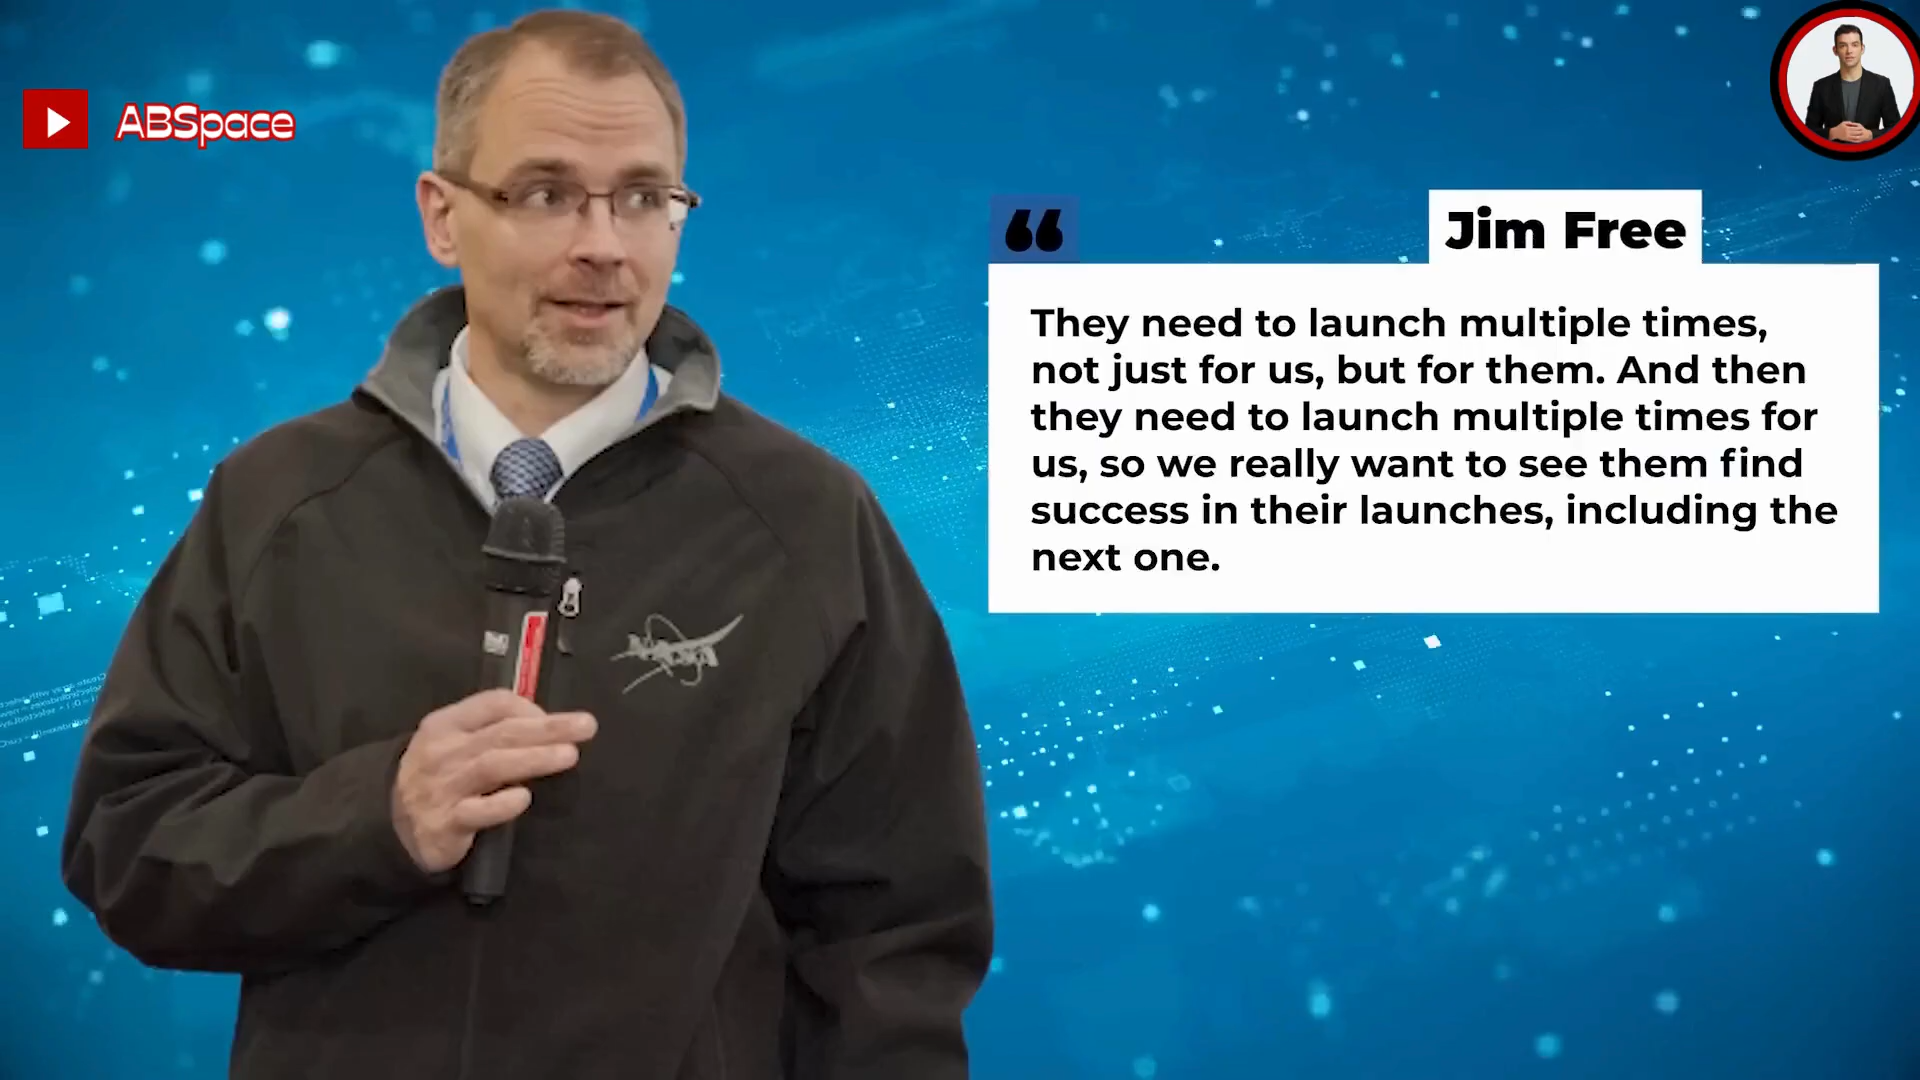 ABSpace
Jim Free
They need to launch multiple times,
not just for us, but for them. And then
they need to launch multiple times for
us, so we really want to see them find
success in their launches, including the
next one.